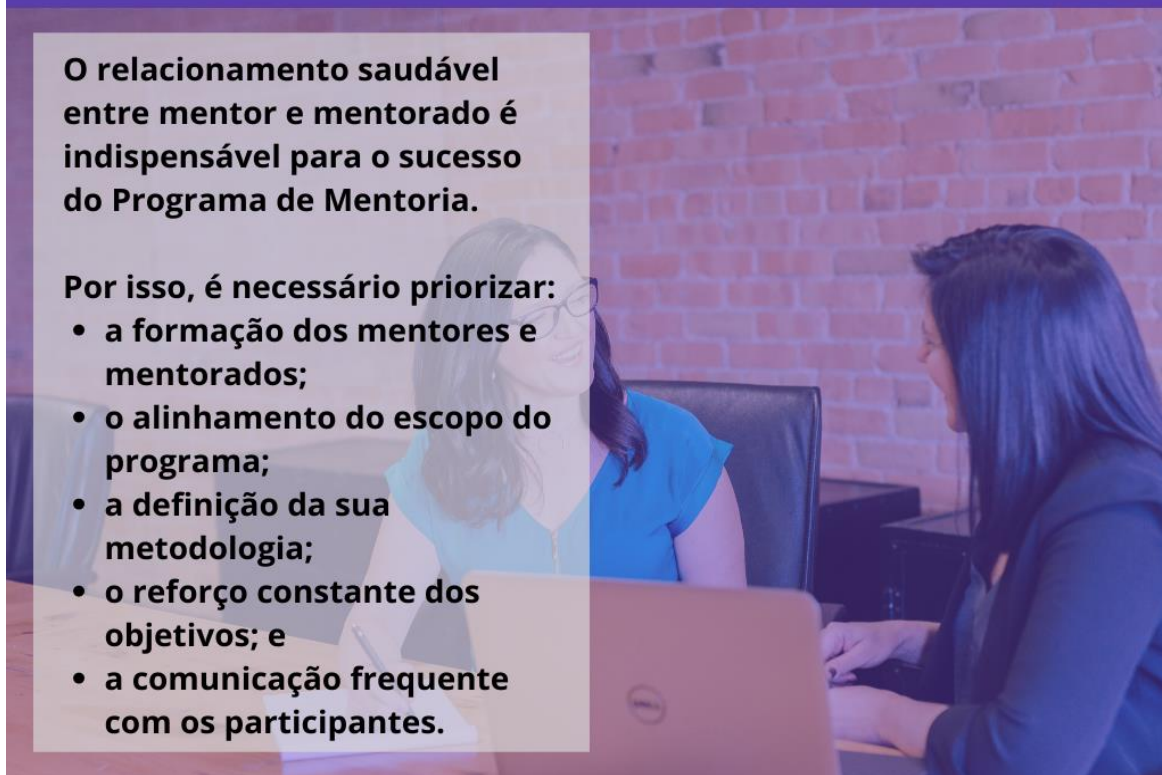 O relacionamento saudável
entre mentor e mentorado é
indispensável para o sucesso
do Programa de Mentoria.
Por isso, é necessário priorizar:
• a formação dos mentores e
mentorados;
• o alinhamento do escopo do
programa;
• a definição da sua
metodologia;
• o reforço constante dos
objetivos; e
• a comunicação frequente
com os participantes.
DELL